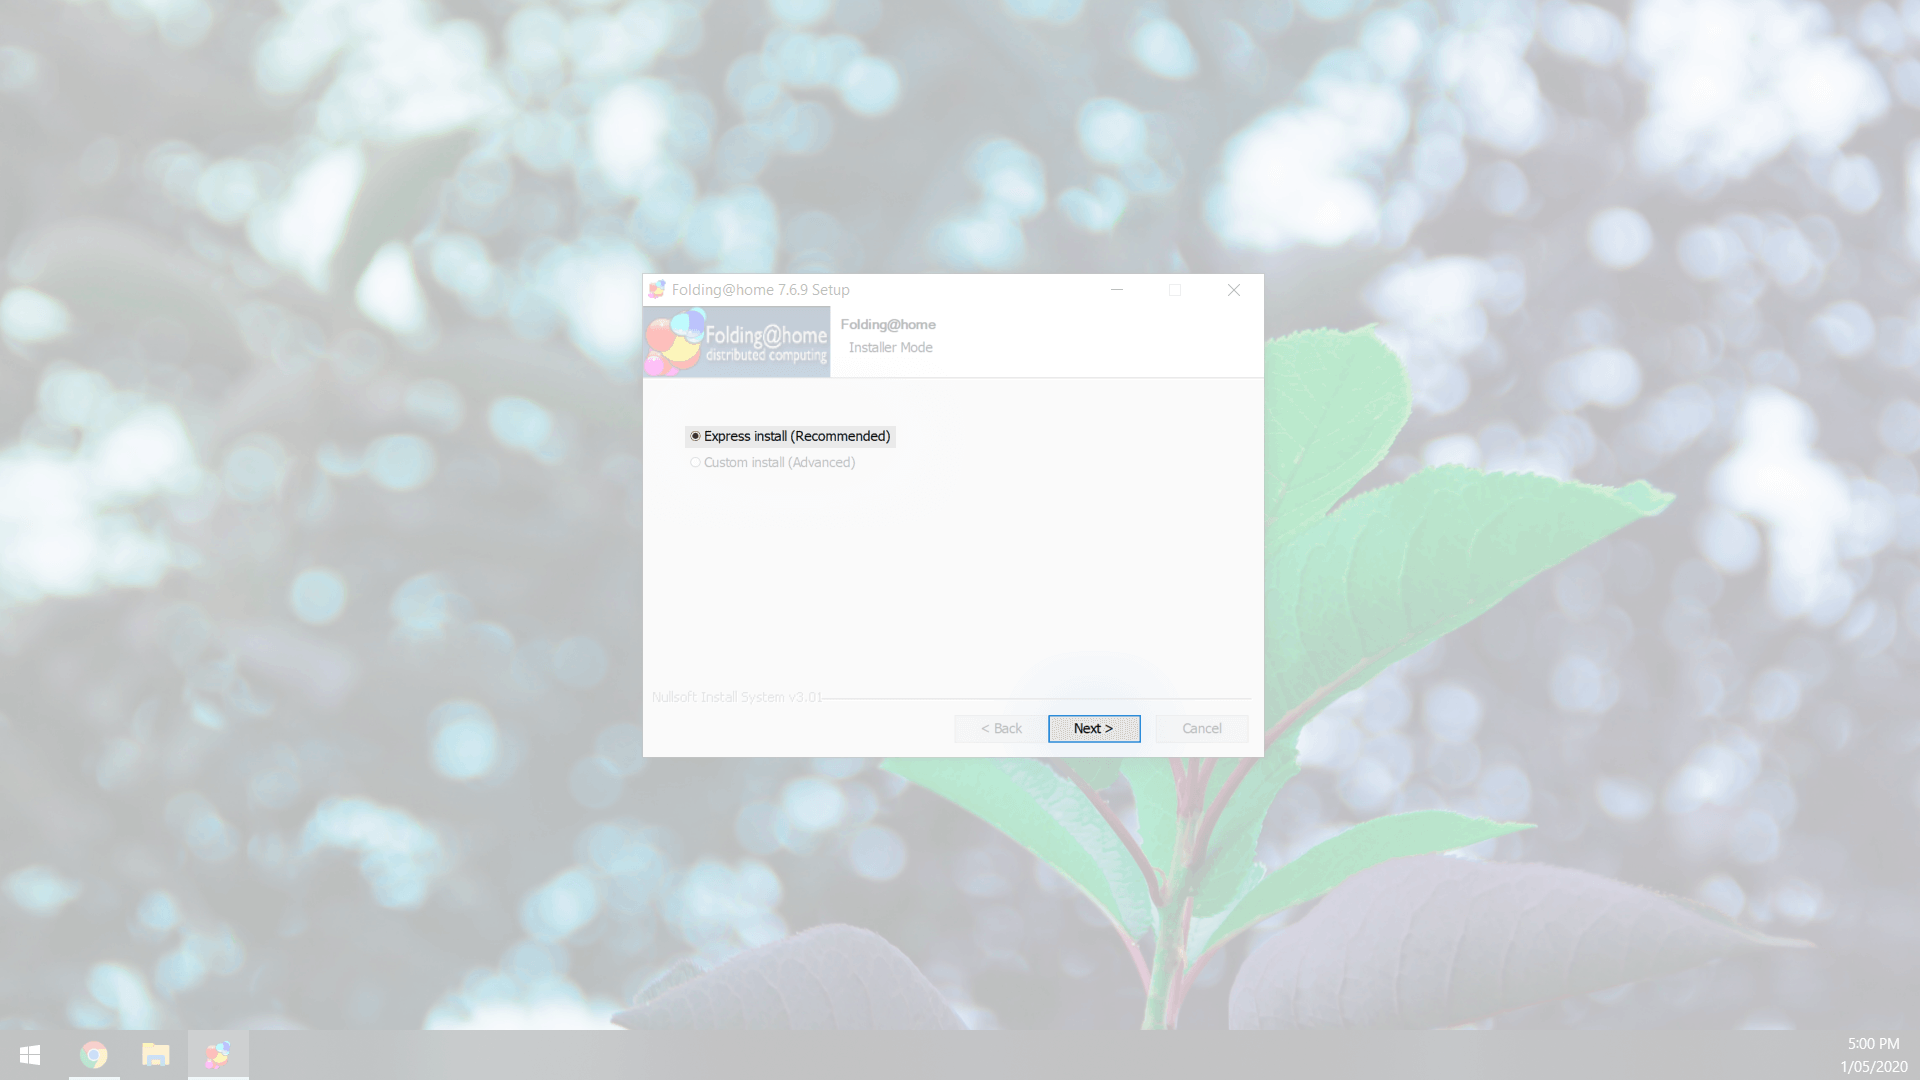 Folding@home 7.6.9 Setup
Folding@home
distributed computing
Folding@home
Installer Mode
Express install (Recommended)
Custom install (Advanced)
Nullsoft Install System v3.01
< Back
Next >
Cancel
5:00 PM
1/05/2020